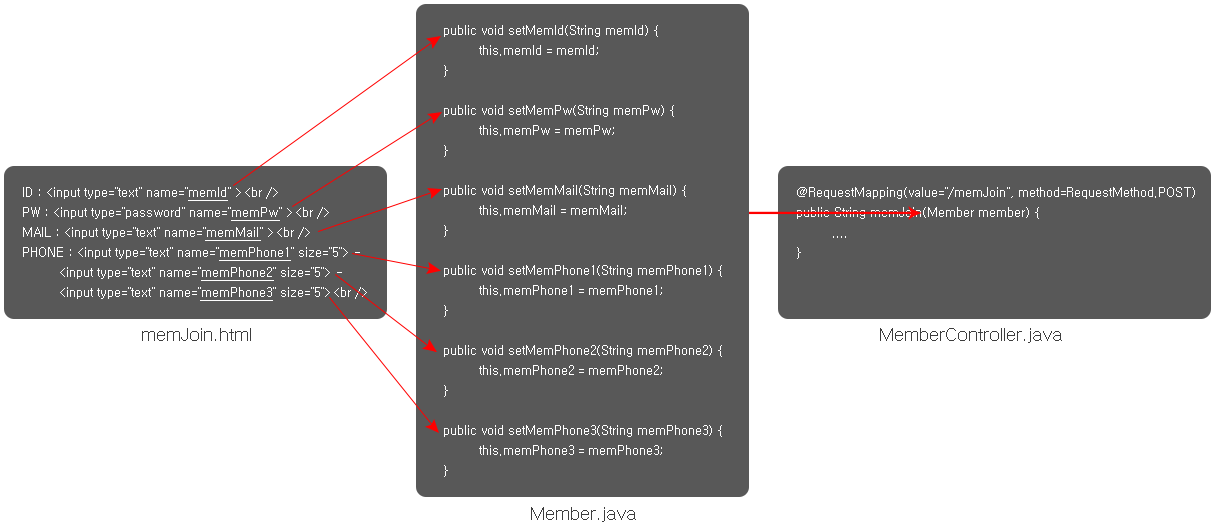 ID : <input type="text" name="memId" ><br />
PW : <input type="password" name="memPw" ><br />
MAIL : <input type="text" name="memMail" ><br />
PHONE : <input type="text" name="memPhone1" size="5"> -
<input type="text" name="memPhone2" size="5"> -
<input type="text" name="memPhone3" size="5"><br />
memJoin.html
public void setMemId(String memId) {
this.memId = memId;
}
public void setMemPw(String memPw) {
this.memPw = memPw;
}
public void setMemMail(String memMail) {
this.memMail = memMail;
}
public void setMemPhone1(String memPhone1) {
this.memPhone1 = memPhone1;
}
public void setMemPhone2(String memPhone2) {
this.memPhone2 = memPhone2;
}
public void setMemPhone3(String memPhone3) {
this.memPhone3 = memPhone3;
}
Member.java
@RequestMapping(value="/memJoin", method=RequestMethod.POST)
public String memJoin(Member member) {
....
}
MemberController.java